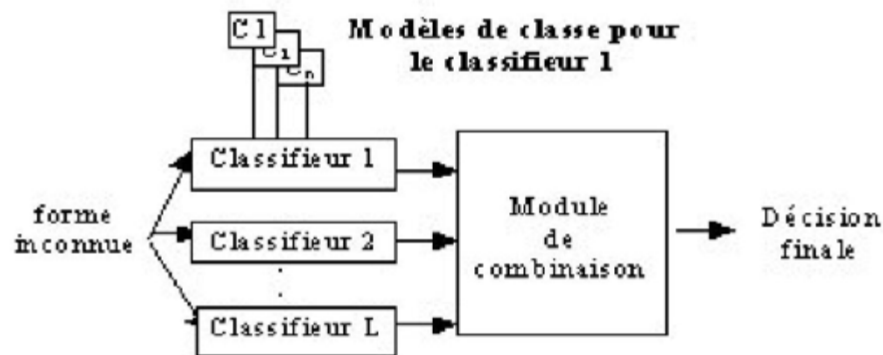 C1
Ci
Cn
Modèles de classe pour
le classifieur 1
Classifieur 1
forme
inconnue
Classifieur 2
.
.
Classifieur L
Module
de
combinaison
Décision
finale